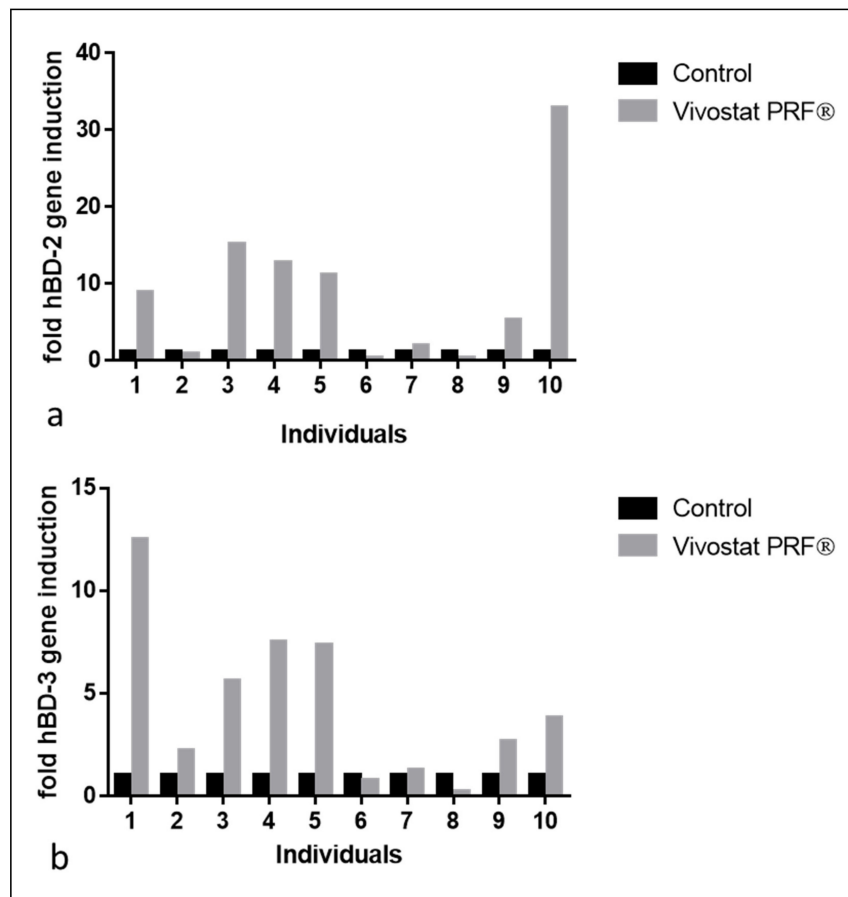 40
30
20
10
0
fold hBD-2 gene induction
1 2 3 4 5 6 7 8 9 10
Individuals
Control
Vivostat PRF®
a
15
10
5
0
fold hBD-3 gene induction
1 2 3 4 5 6 7 8 9 10
Individuals
Control
Vivostat PRF®
b